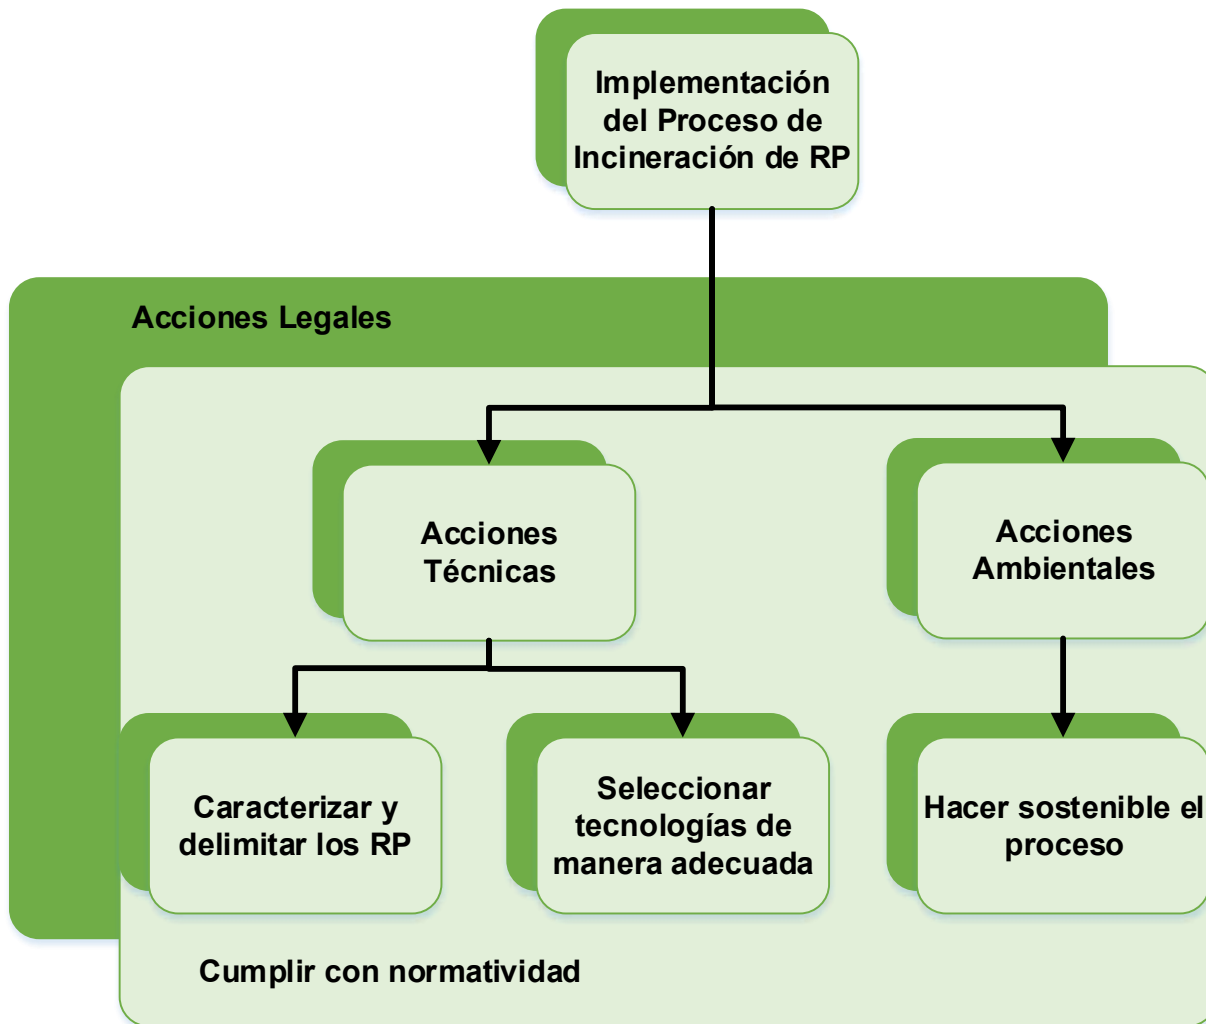 Implementación
del Proceso de
Incineración de RP
Acciones Legales
Acciones
Técnicas
Acciones
Ambientales
Caracterizar y
delimitar los RP
Seleccionar
tecnologías de
manera adecuada
Hacer sostenible el
proceso
Cumplir con normatividad